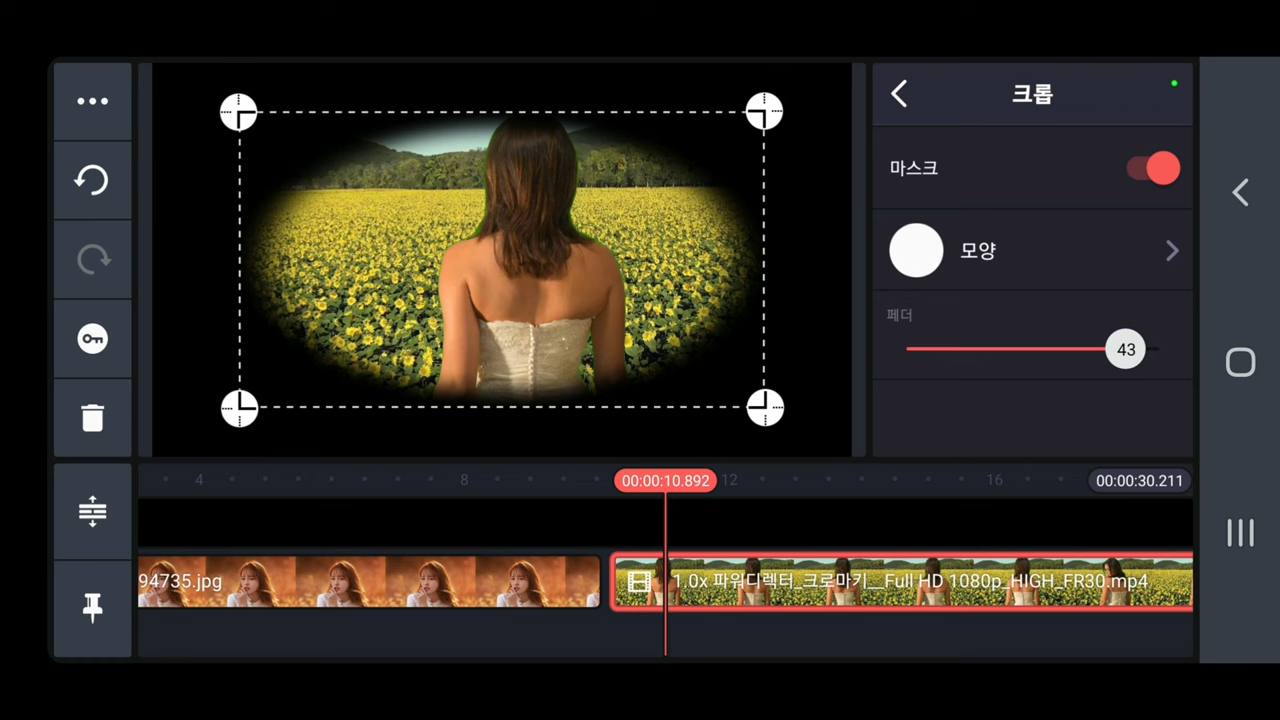 크롭
마스크
모양
페더
43
4
8
00:00:10.892
12
16
00:00:30.211
94735.jpg
1.0x 파워디렉터_크로마키__Full HD 1080p_HIGH_FR30.mp4